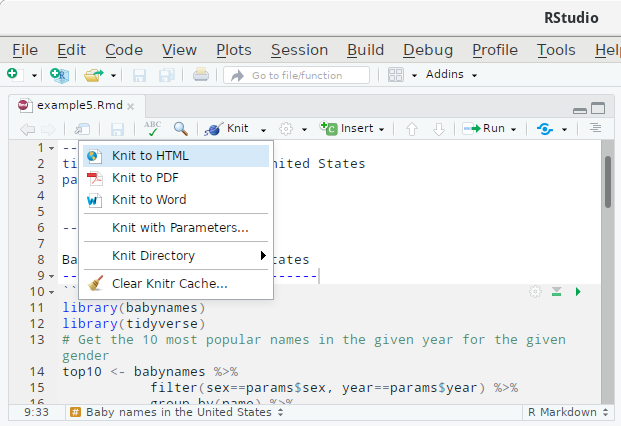 RStudio
File Edit Code View Plots Session Build Debug Profile Tools Help
Go to file/function Addins
example5.Rmd
ABC Knit Insert Run
1 --
2 ti nited States
3 pa
4
5
6 --
7
8 Ba tates
9 --
10 ``
Knit to HTML
Knit to PDF
Knit to Word
Knit with Parameters...
Knit Directory
Clear Knitr Cache...
11 library(babynames)
12 library(tidyverse)
13 # Get the 10 most popular names in the given year for the given
gender
14 top10 <- babynames %>%
15 filter(sex==params$sex, year==params$year) %>%
16 group_by(name) %>%
9:33 # Baby names in the United States R Markdown